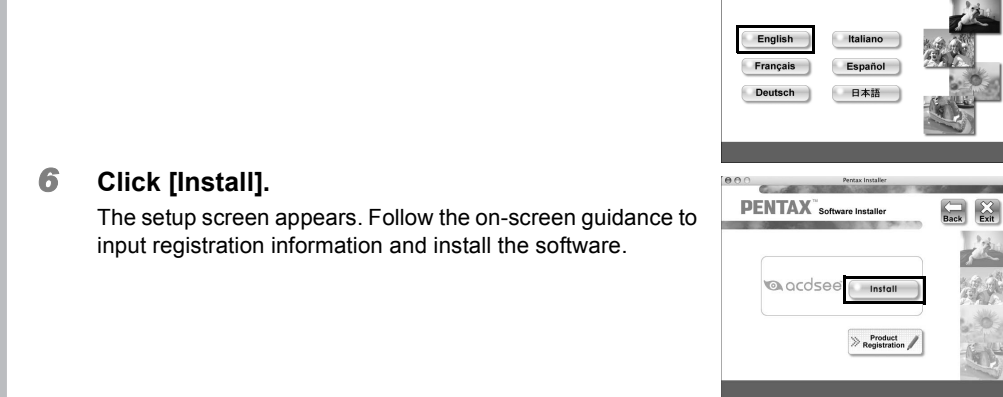 English Italiano
Français Español
Deutsch 日本語
6 Click [Install].
The setup screen appears. Follow the on-screen guidance to
input registration information and install the software.
Pentax Installer
PENTAX™ Software Installer
Back Exit
acdsee Install
Product
Registration